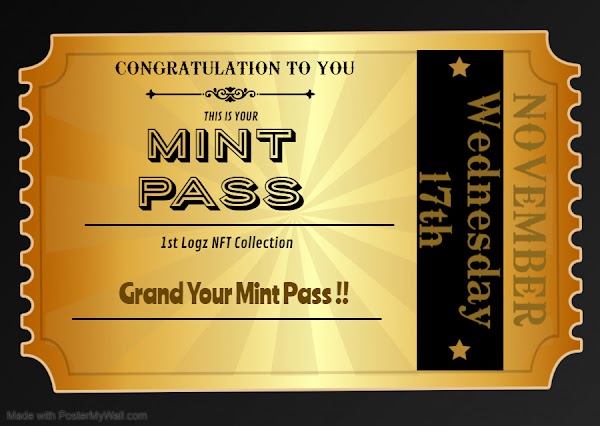 CONGRATULATION TO YOU
THIS IS YOUR
MINT
PASS
1st Logz NFT Collection
Grand Your Mint Pass !!
Wednesday
17th
NOVEMBER
Made with PosterMyWall.com